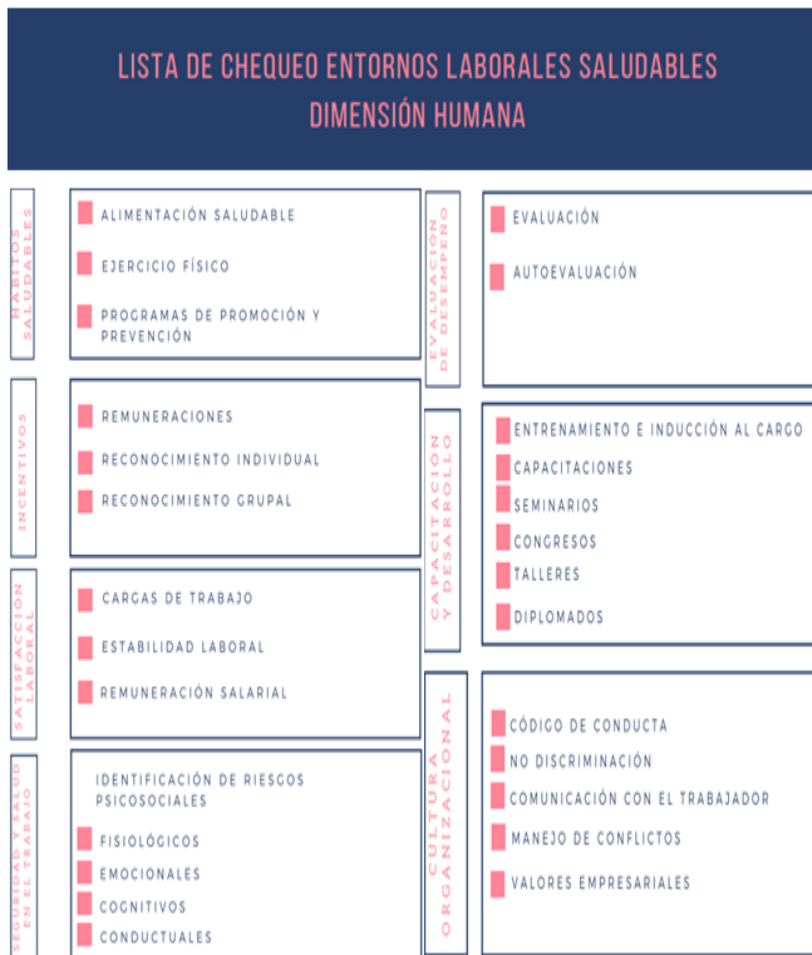 LISTA DE CHEQUEO ENTORNOS LABORALES SALUDABLES
DIMENSIÓN HUMANA
HÁBITOS
SALUDABLES
ALIMENTACIÓN SALUDABLE
EJERCICIO FÍSICO
PROGRAMAS DE PROMOCIÓN Y
PREVENCIÓN
INCENTIVOS
REMUNERACIONES
RECONOCIMIENTO INDIVIDUAL
RECONOCIMIENTO GRUPAL
SATISFACCIÓN
LABORAL
CARGAS DE TRABAJO
ESTABILIDAD LABORAL
REMUNERACIÓN SALARIAL
SEGURIDAD Y SALUD
EN EL TRABAJO
IDENTIFICACIÓN DE RIESGOS
PSICOSOCIALES
FISIOLÓGICOS
EMOCIONALES
COGNITIVOS
CONDUCTUALES
EVALUACIÓN
DE DESEMPEÑO
EVALUACIÓN
AUTOEVALUACIÓN
CAPACITACIÓN
Y DESARROLLO
ENTRENAMIENTO E INDUCCIÓN AL CARGO
CAPACITACIONES
SEMINARIOS
CONGRESOS
TALLERES
DIPLOMADOS
CULTURA
ORGANIZACIONAL
CÓDIGO DE CONDUCTA
NO DISCRIMINACIÓN
COMUNICACIÓN CON EL TRABAJADOR
MANEJO DE CONFLICTOS
VALORES EMPRESARIALES